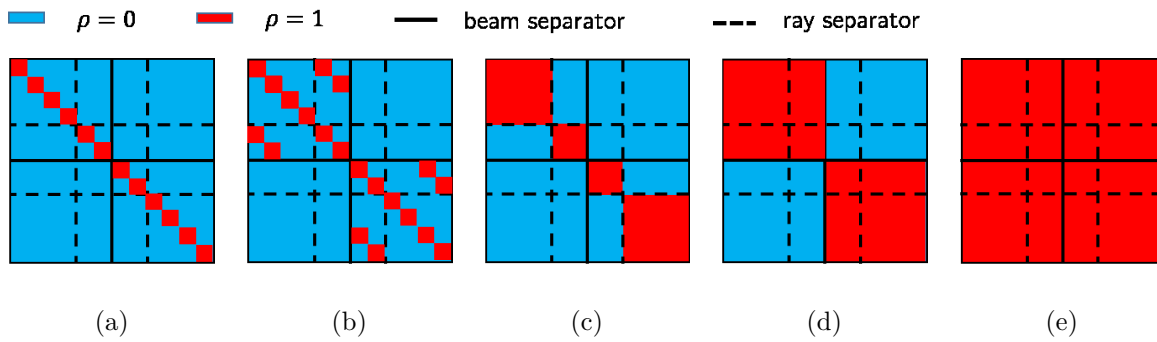 ρ = 0 ρ = 1 beam separator ray separator
(a) (b) (c) (d) (e)